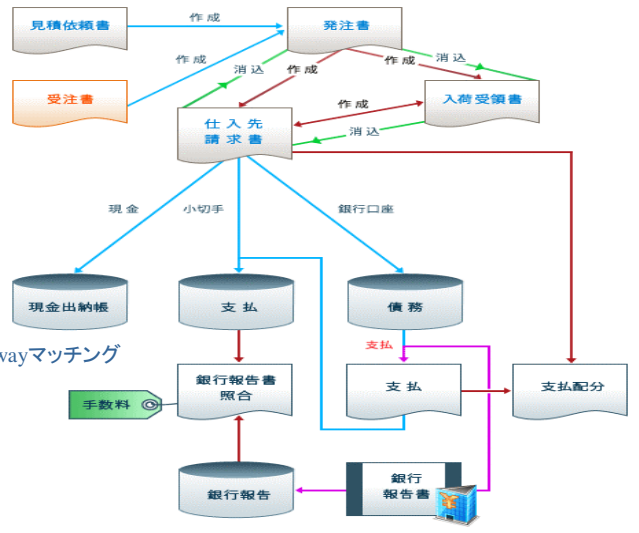 見積依頼書
作成
発注書
受注書
作成
消込
作成
作成
消込
入荷受領書
作成
消込
仕入先
請求書
現金
小切手
銀行口座
現金出納帳
支払
債務
wayマッチング
支払
銀行報告書
照合
手数料
支払
支払配分
銀行報告
銀行
報告書